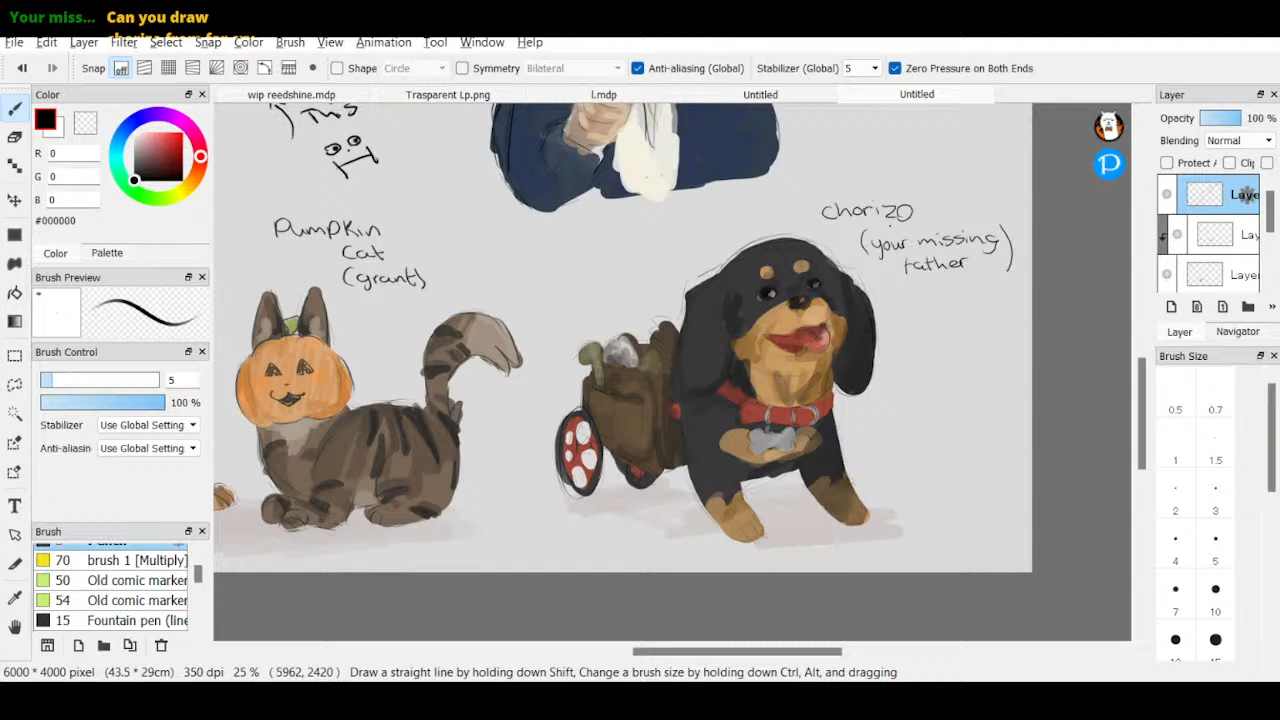 Your miss... Can you draw
File Edit Layer Filter Select Snap Color Brush View Animation Tool Window Help
Snap off Shape Circle Symmetry Bilateral Anti-aliasing (Global) Stabilizer (Global) 5 Zero Pressure on Both Ends
Color
wip reedshine.mdp Trasparent Lp.png l.mdp Untitled Untitled
Layer
R 0
G 0
B 0
#000000
Color Palette
Brush Preview
Brush Control
5
100 %
Stabilizer Use Global Setting
Anti-aliasin Use Global Setting
Brush
70 brush 1 [Multiply]
50 Old comic marker
54 Old comic marker
15 Fountain pen (line
This
Pumpkin
Cat
(grant)
chorizo
(your missing
father)
P
Opacity 100 %
Blending Normal
Protect A Clip
Laye
Lay
Layer
Layer Navigator
Brush Size
0.5 0.7
1 1.5
2 3
4 5
7 10
6000 * 4000 pixel (43.5 * 29cm) 350 dpi 25 % ( 5962, 2420 ) Draw a straight line by holding down Shift, Change a brush size by holding down Ctrl, Alt, and dragging